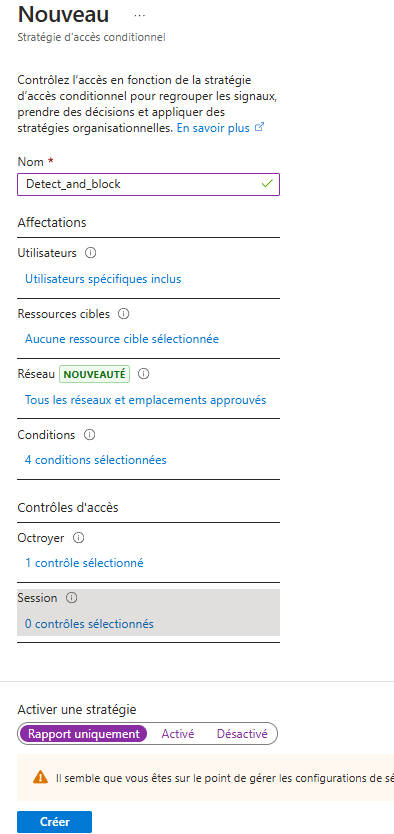 Nouveau ...
Stratégie d'accès conditionnel
Contrôlez l'accès en fonction de la stratégie
d'accès conditionnel pour regrouper les signaux,
prendre des décisions et appliquer des
stratégies organisationnelles. En savoir plus
Nom *
Detect_and_block
Affectations
Utilisateurs
Utilisateurs spécifiques inclus
Ressources cibles
Aucune ressource cible sélectionnée
Réseau NOUVEAUTÉ
Tous les réseaux et emplacements approuvés
Conditions
4 conditions sélectionnées
Contrôles d'accès
Octroyer
1 contrôle sélectionné
Session
0 contrôles sélectionnés
Activer une stratégie
Rapport uniquement Activé Désactivé
Il semble que vous êtes sur le point de gérer les configurations de sé
Créer